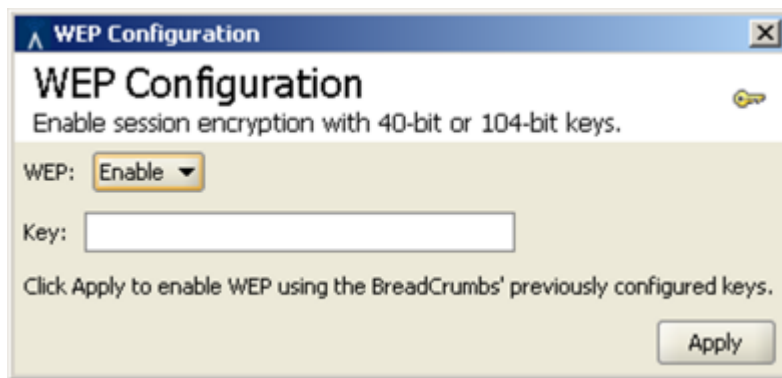 WEP Configuration
WEP Configuration
Enable session encryption with 40-bit or 104-bit keys.
WEP: Enable
Key:
Click Apply to enable WEP using the BreadCrumbs' previously configured keys.
Apply